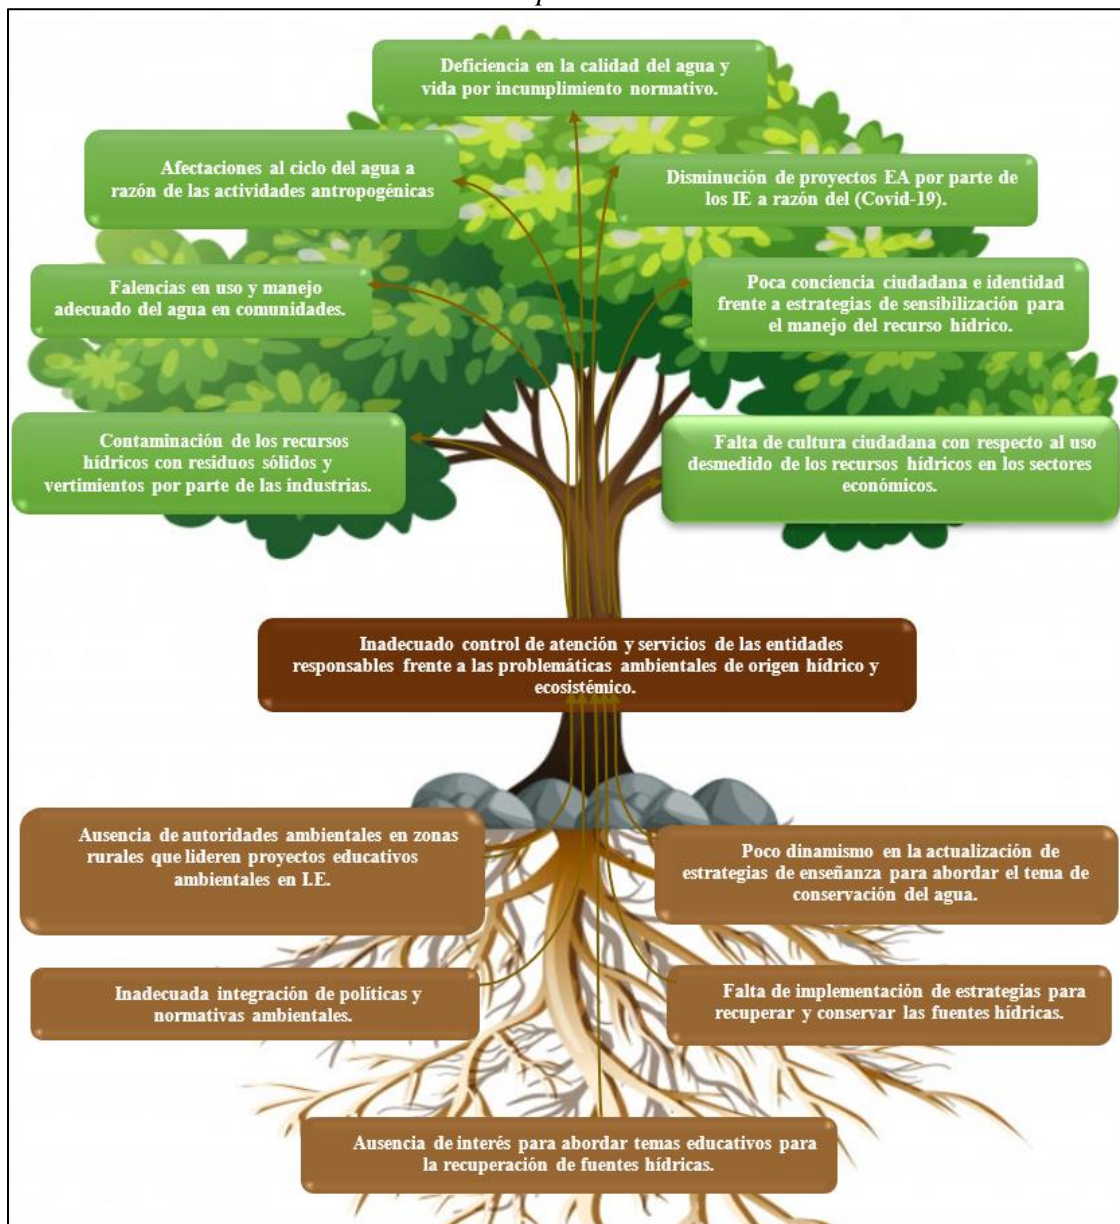 Deficiencia en la calidad del agua y
vida por incumplimiento normativo.
Afectaciones al ciclo del agua a
razón de las actividades antropogénicas
Disminución de proyectos EA por parte de
los IE a razón del (Covid-19).
Falencias en uso y manejo
adecuado del agua en comunidades.
Poca conciencia ciudadana e identidad
frente a estrategias de sensibilización para
el manejo del recurso hídrico.
Contaminación de los recursos
hídricos con residuos sólidos y
vertimientos por parte de las industrias.
Falta de cultura ciudadana con respecto al uso
desmedido de los recursos hídricos en los sectores
económicos.
Inadecuado control de atención y servicios de las entidades
responsables frente a las problemáticas ambientales de origen hídrico y
ecosistémico.
Ausencia de autoridades ambientales en zonas
rurales que lideren proyectos educativos
ambientales en I.E.
Poco dinamismo en la actualización de
estrategias de enseñanza para abordar el tema de
conservación del agua.
Inadecuada integración de políticas y
normativas ambientales.
Falta de implementación de estrategias para
recuperar y conservar las fuentes hídricas.
Ausencia de interés para abordar temas educativos para
la recuperación de fuentes hídricas.